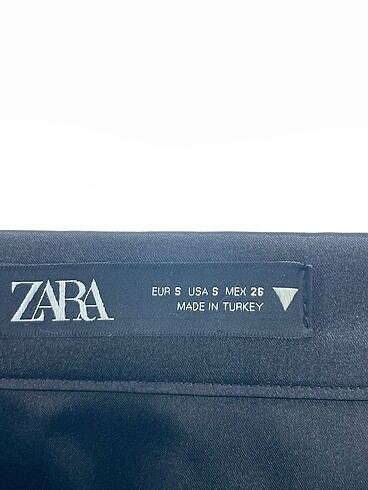 ZARA
EUR S USA S MEX 26
MADE IN TURKEY